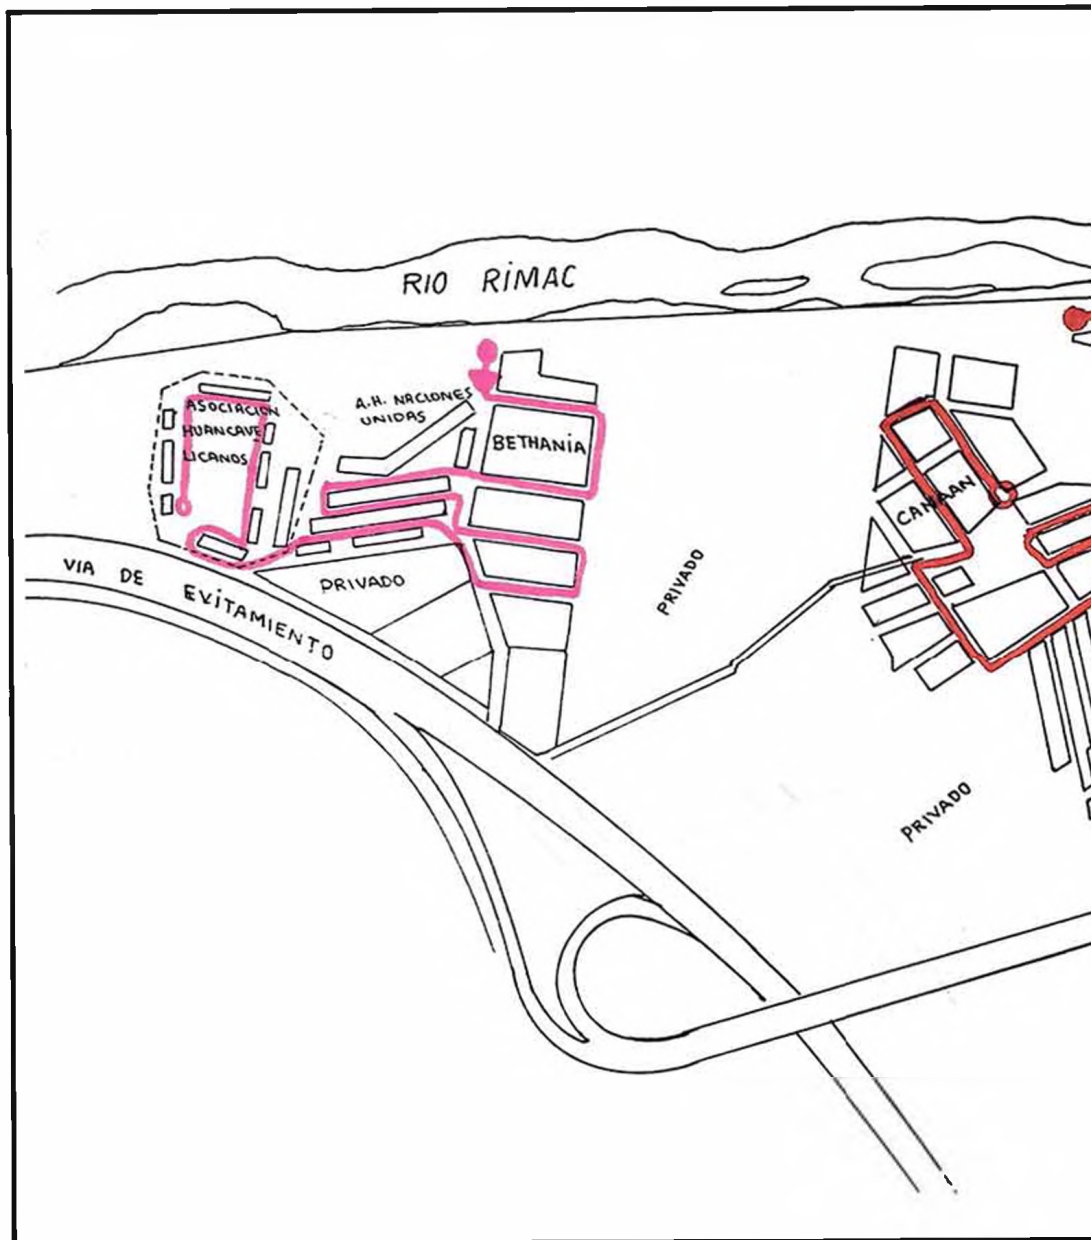 RIO RIMAC
A.H. NACIONES
UNIDAS
ASOCIACION
HUANCAVE
LICANOS
BETHANIA
CANAAN
PRIVADO
PRIVADO
VIA DE EVITAMIENTO
PRIVADO